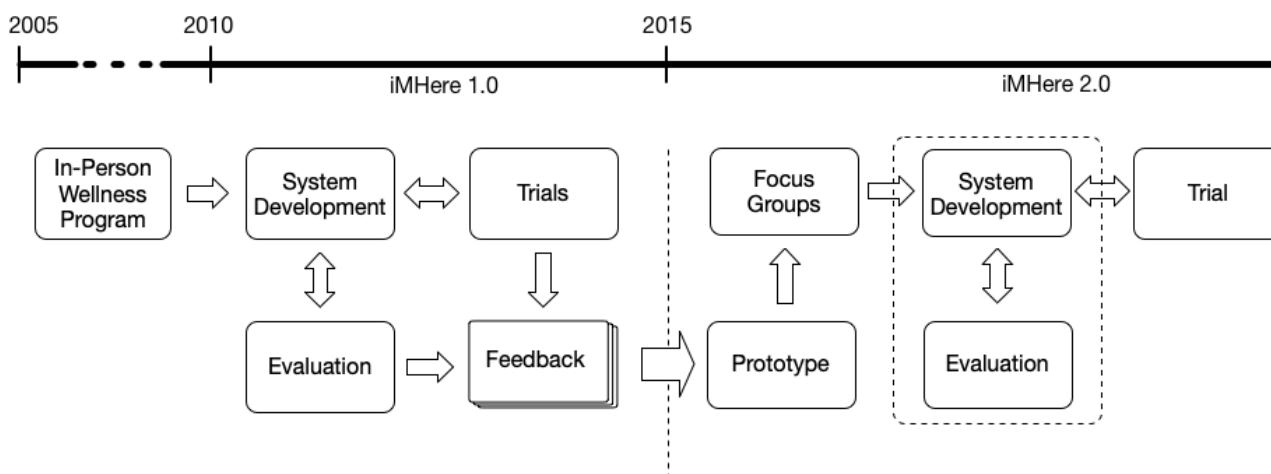 2005
2010
2015
iMHere 1.0
iMHere 2.0
In-Person
Wellness
Program
System
Development
Trials
Focus
Groups
System
Development
Trial
Evaluation
Feedback
Prototype
Evaluation